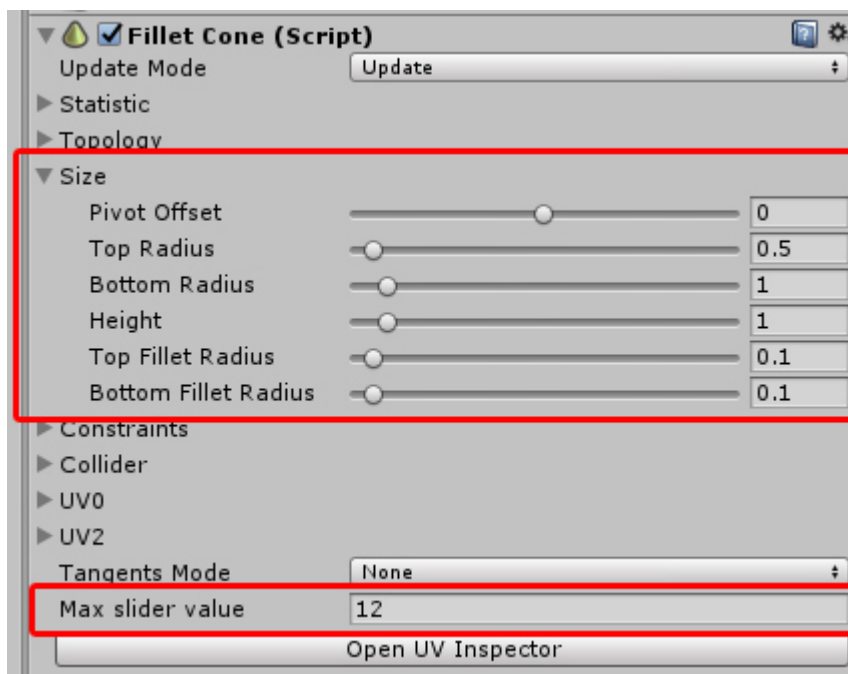 Fillet Cone (Script)
Update Mode Update
Statistic
Topology
Size
Pivot Offset 0
Top Radius 0.5
Bottom Radius 1
Height 1
Top Fillet Radius 0.1
Bottom Fillet Radius 0.1
Constraints
Collider
UV0
UV2
Tangents Mode None
Max slider value 12
Open UV Inspector